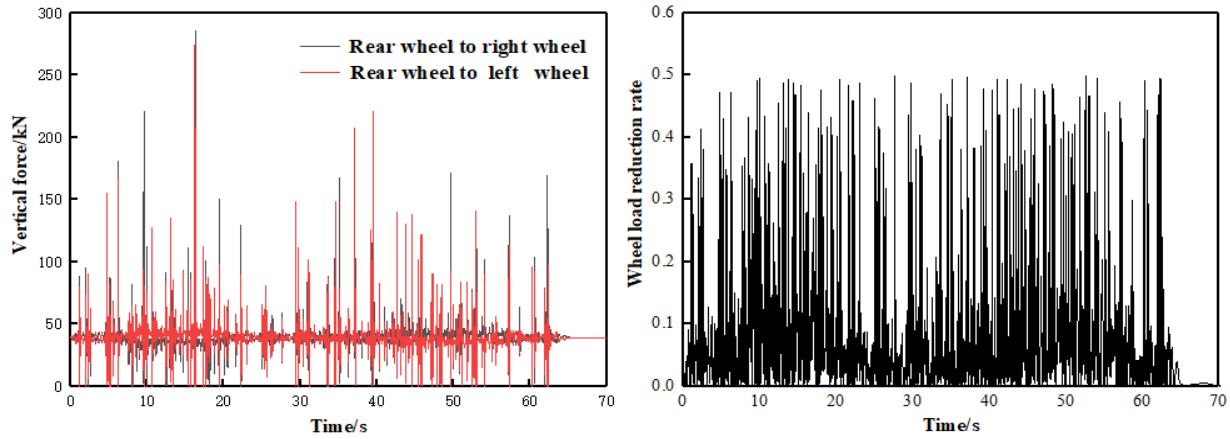 300
250
200
150
100
50
0
Vertical force/kN
Rear wheel to right wheel
Rear wheel to left wheel
0 10 20 30 40 50 60 70
Time/s
0.6
0.5
0.4
0.3
0.2
0.1
0.0
Wheel load reduction rate
0 10 20 30 40 50 60 70
Time/s